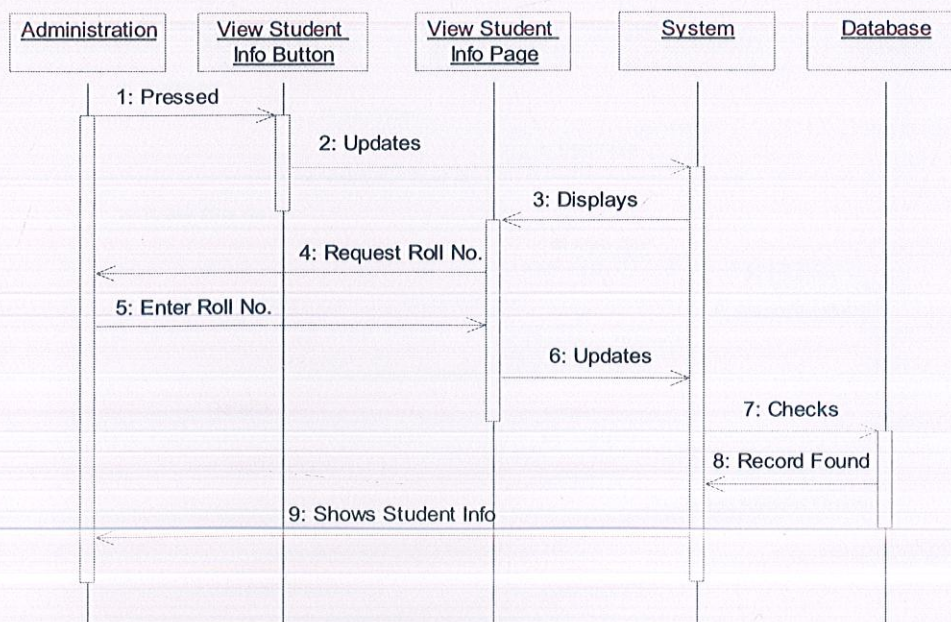 Administration
View Student
Info Button
View Student
Info Page
System
Database
1: Pressed
2: Updates
3: Displays
4: Request Roll No.
5: Enter Roll No.
6: Updates
7: Checks
8: Record Found
9: Shows Student Info